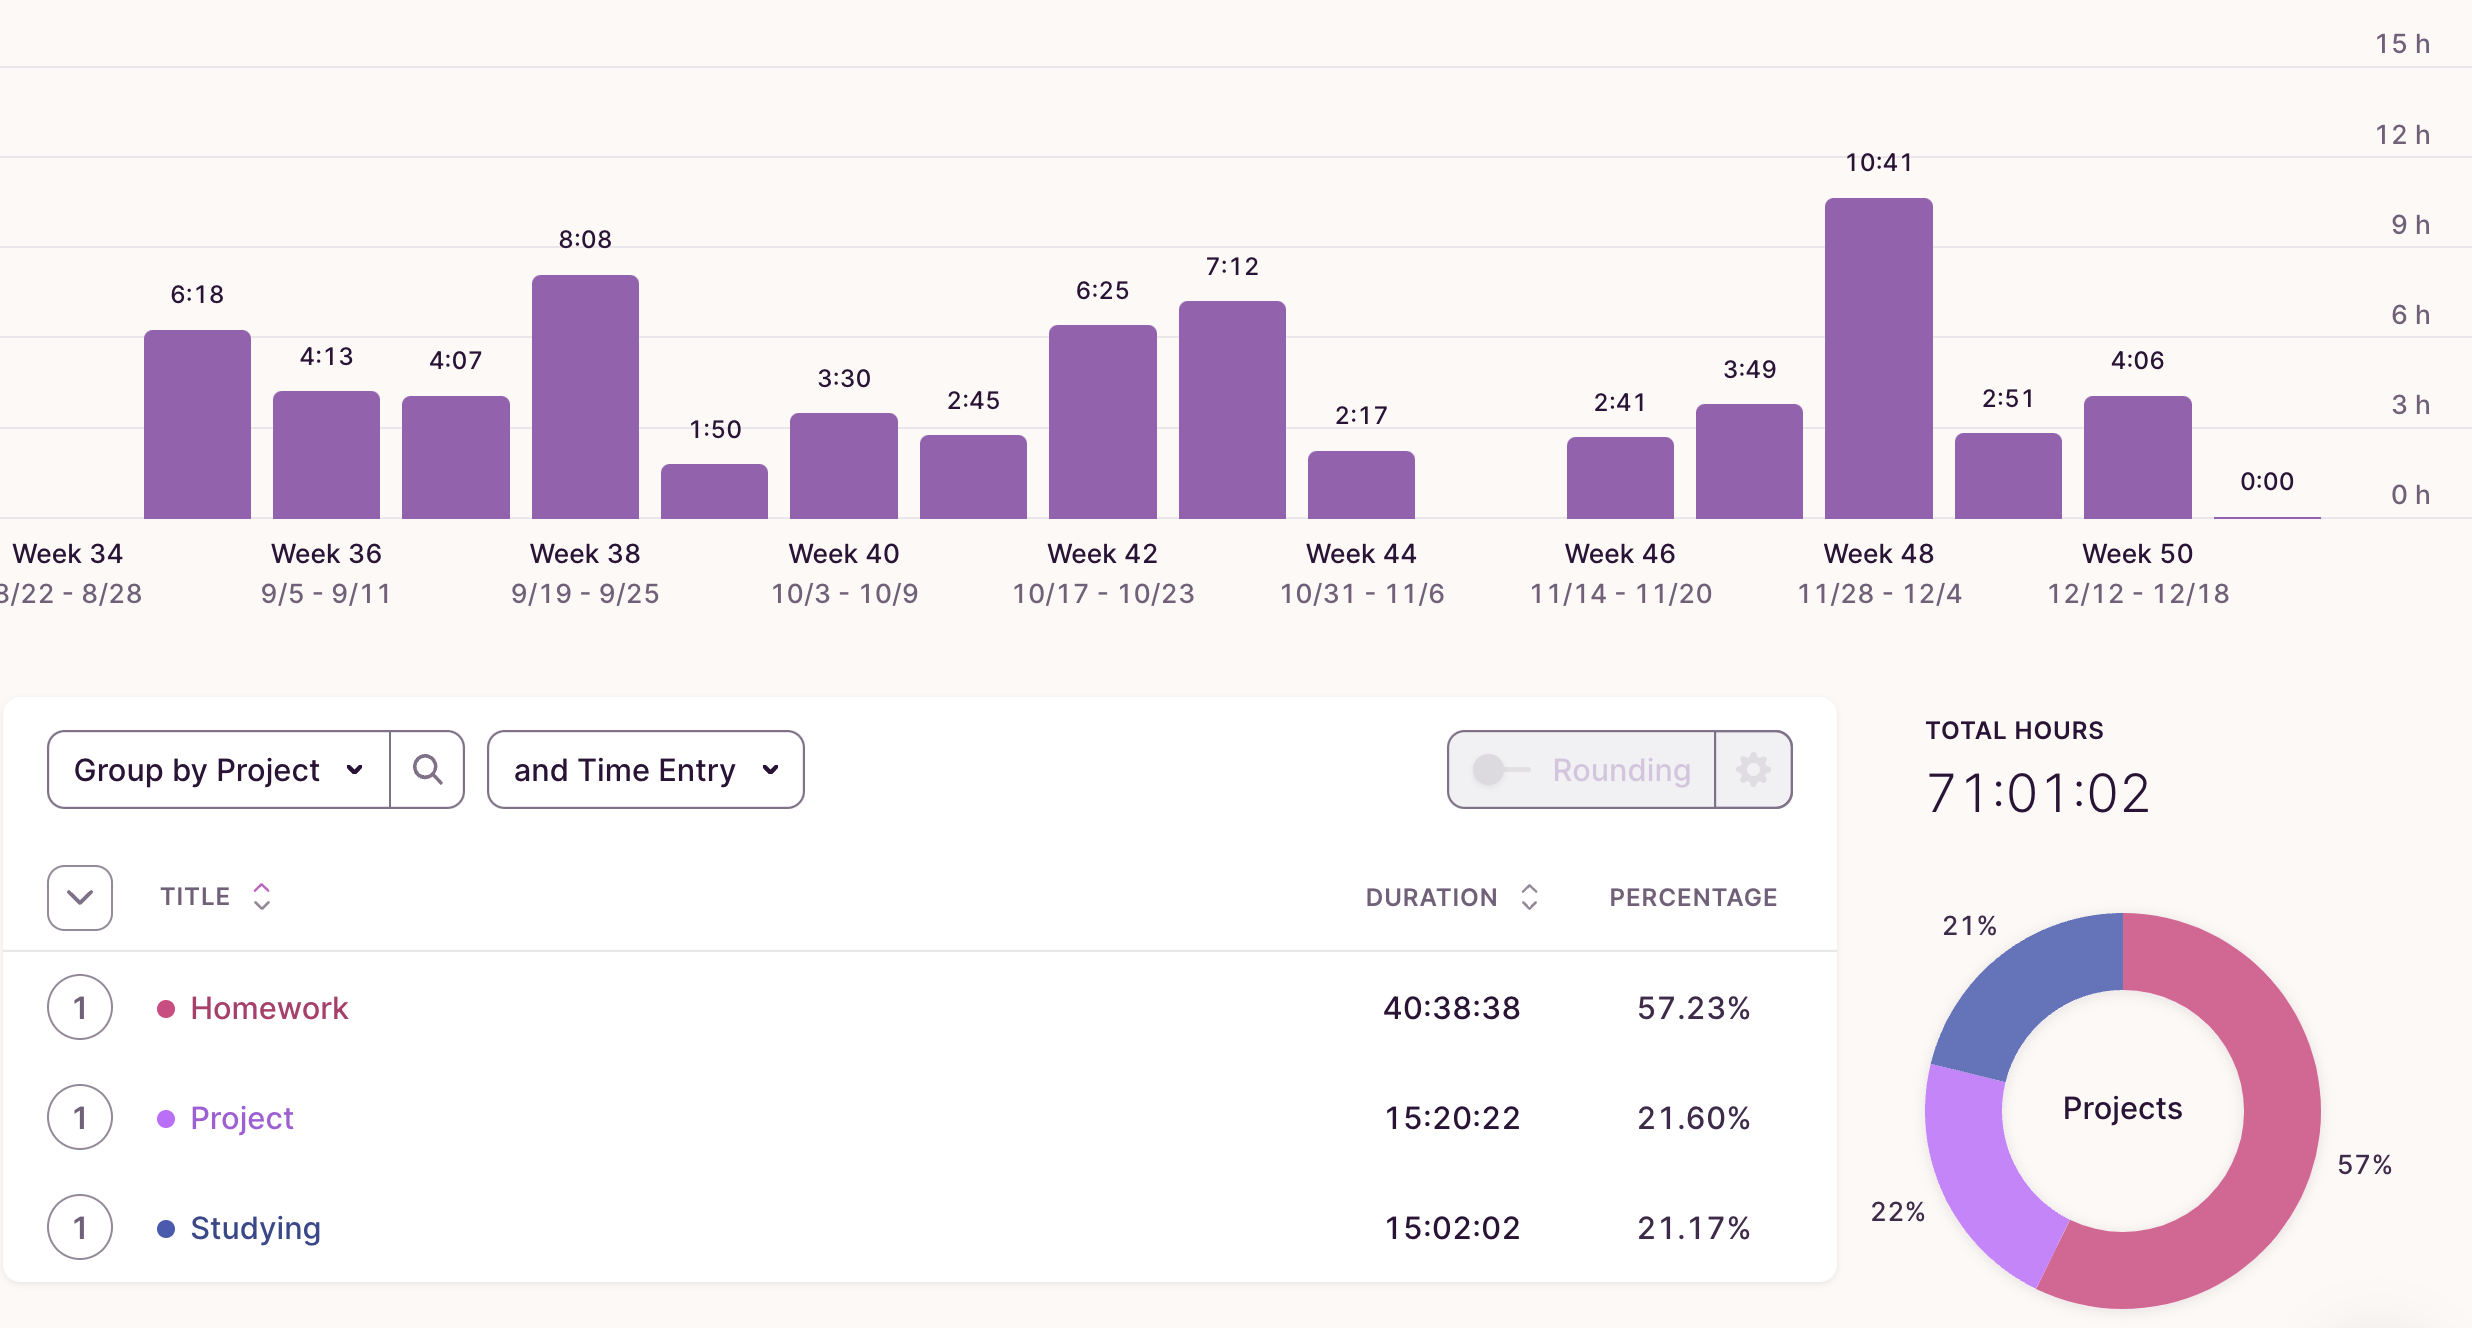 15 h
12 h
9 h
6 h
3 h
0 h
6:18
4:13
4:07
8:08
1:50
3:30
2:45
6:25
7:12
2:17
2:41
3:49
10:41
2:51
4:06
0:00
Week 34
/22 - 8/28
Week 36
9/5 - 9/11
Week 38
9/19 - 9/25
Week 40
10/3 - 10/9
Week 42
10/17 - 10/23
Week 44
10/31 - 11/6
Week 46
11/14 - 11/20
Week 48
11/28 - 12/4
Week 50
12/12 - 12/18
Group by Project
and Time Entry
Rounding
TITLE DURATION PERCENTAGE
1 Homework 40:38:38 57.23%
1 Project 15:20:22 21.60%
1 Studying 15:02:02 21.17%
TOTAL HOURS
71:01:02
21%
Projects
57%
22%